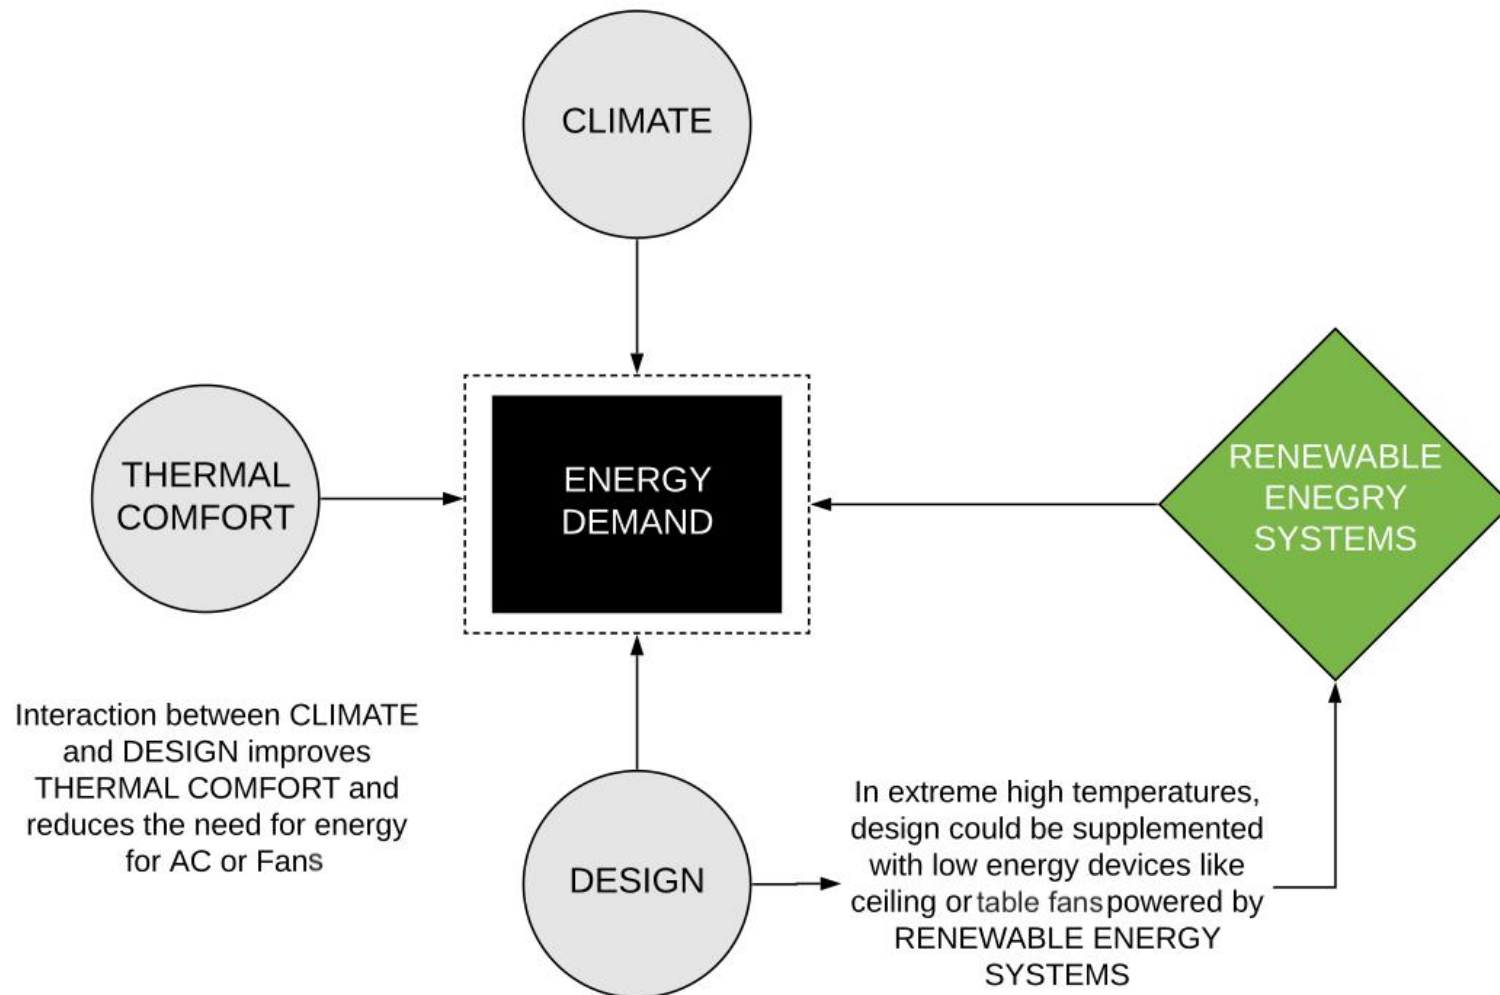 CLIMATE
THERMAL
COMFORT
ENERGY
DEMAND
RENEWABLE
ENEGRY
SYSTEMS
Interaction between CLIMATE
and DESIGN improves
THERMAL COMFORT and
reduces the need for energy
for AC or Fans
DESIGN
In extreme high temperatures,
design could be supplemented
with low energy devices like
ceiling or table fans powered by
RENEWABLE ENERGY
SYSTEMS